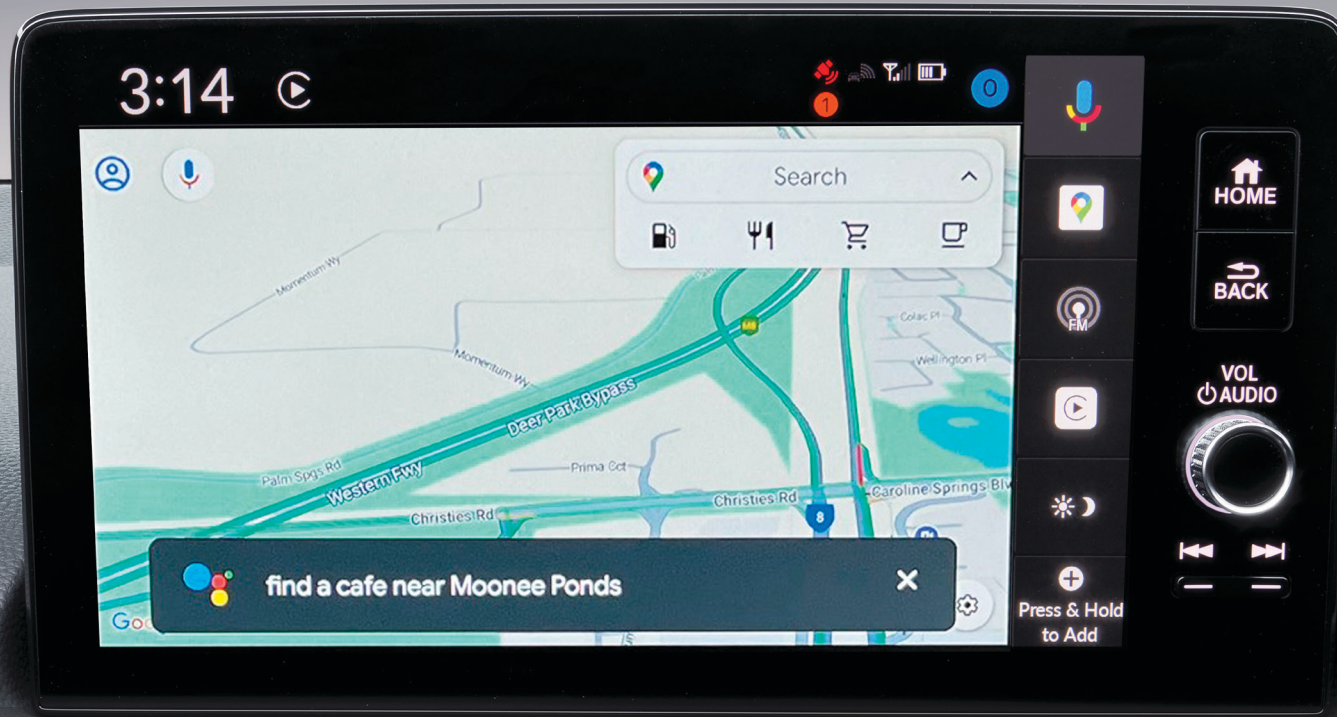 3:14
1
0
Search
HOME
BACK
FM
VOL
AUDIO
Momentum Wy
Momentum Wy
M8
Colac Pl
Wellington Pl
Deer Park Bypass
Palm Spgs Rd
Western Fwy
Prima Cct
Christies Rd
Christies Rd
8
Caroline Springs Blv
find a cafe near Moonee Ponds
Goo
Press & Hold
to Add